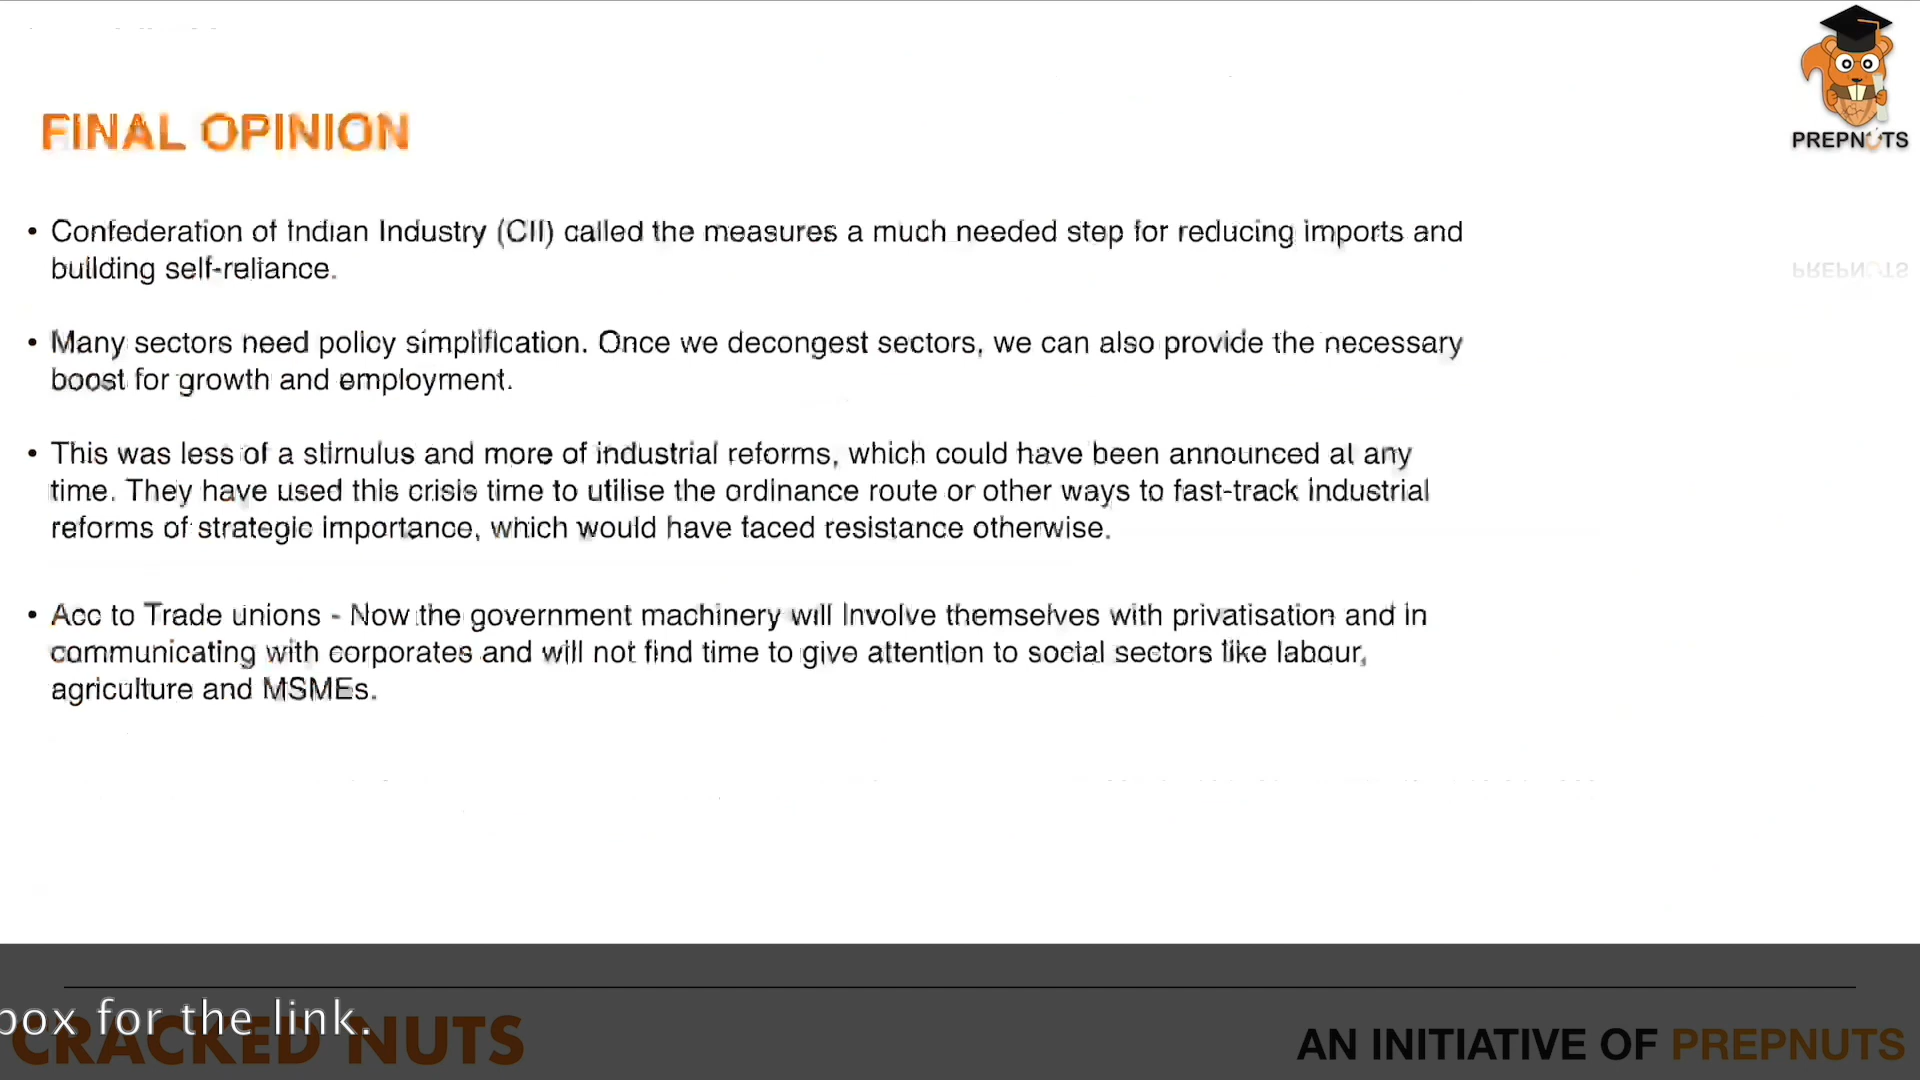 PREPNUTS
FINAL OPINION
• Confederation of Indian Industry (CII) called the measures a much needed step for reducing imports and
building self-reliance.
• Many sectors need policy simplification. Once we decongest sectors, we can also provide the necessary
boost for growth and employment.
• This was less of a stimulus and more of industrial reforms, which could have been announced at any
time. They have used this crisis time to utilise the ordinance route or other ways to fast-track industrial
reforms of strategic importance, which would have faced resistance otherwise.
• Acc to Trade unions - Now the government machinery will involve themselves with privatisation and in
communicating with corporates and will not find time to give attention to social sectors like labour,
agriculture and MSMEs.
box for the link.
CRACKED NUTS
AN INITIATIVE OF PREPNUTS